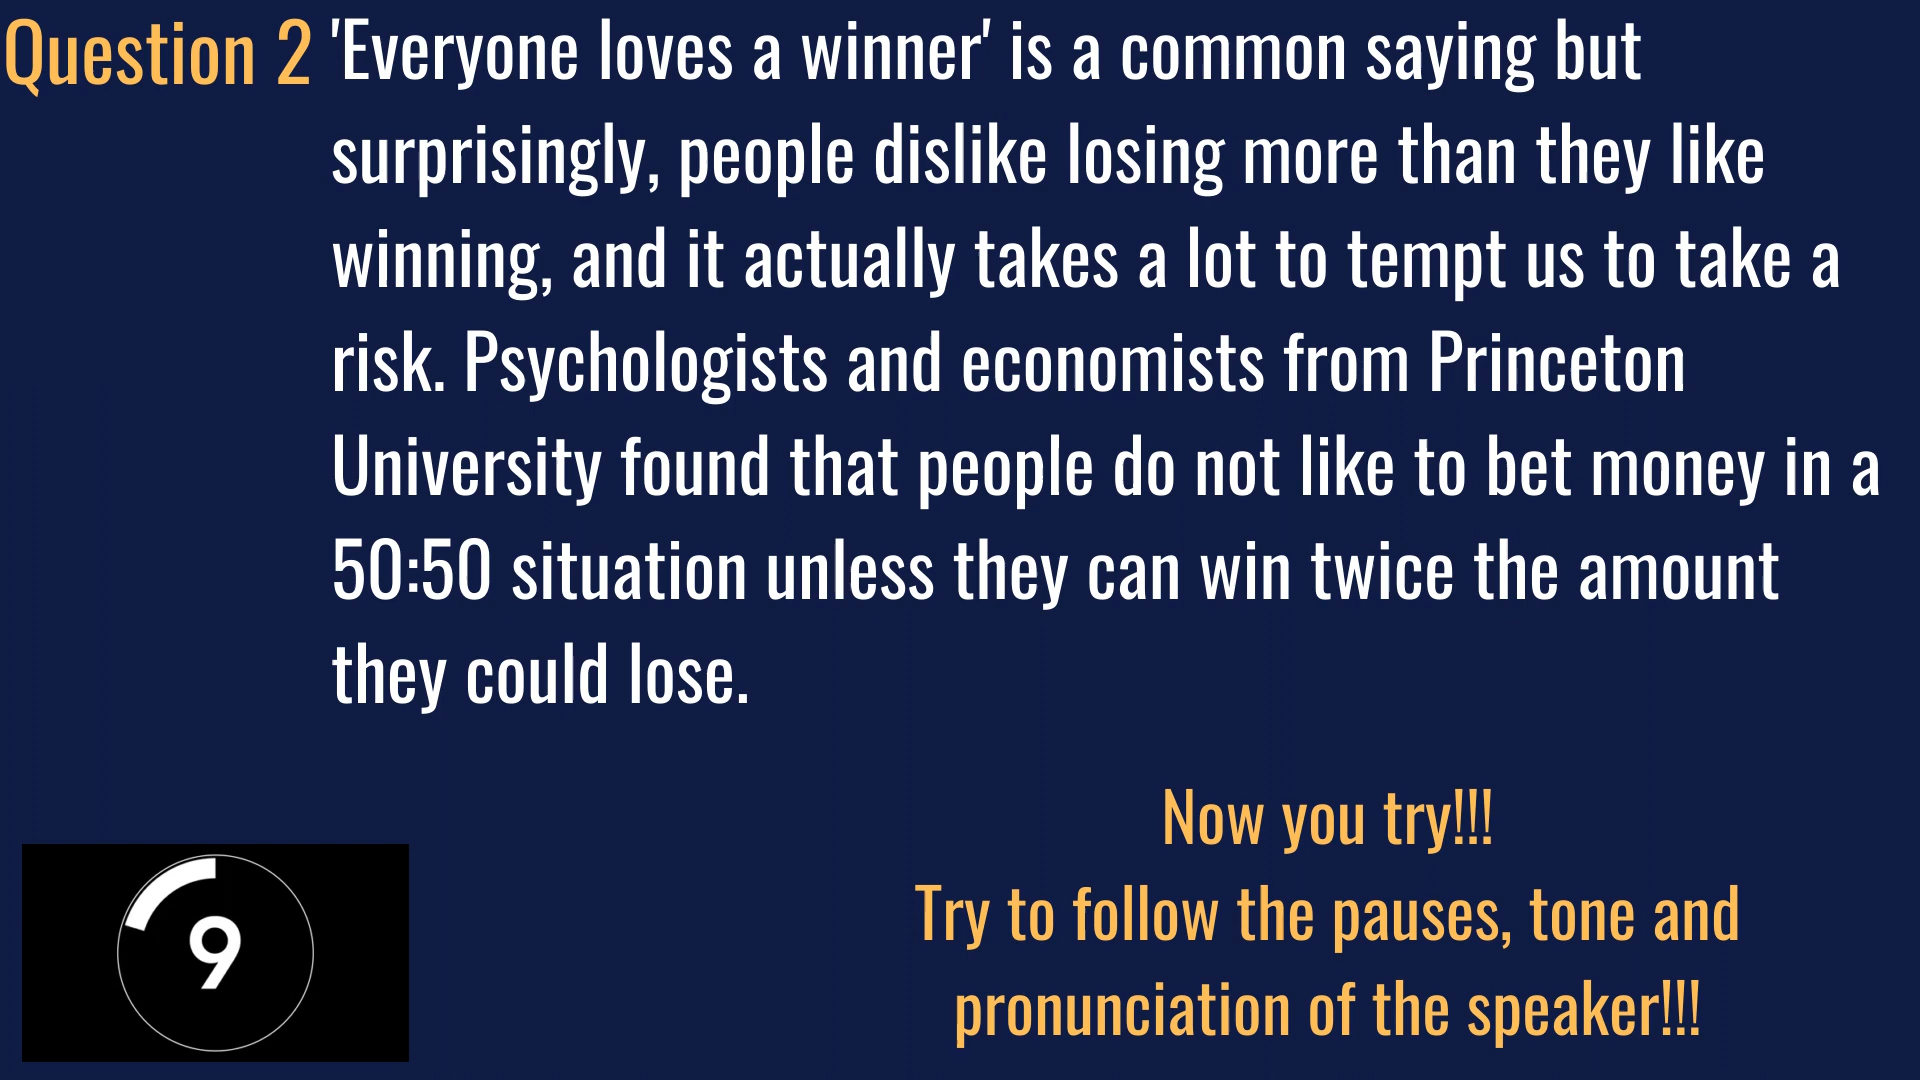 Question 2 'Everyone loves a winner' is a common saying but
surprisingly, people dislike losing more than they like
winning, and it actually takes a lot to tempt us to take a
risk. Psychologists and economists from Princeton
University found that people do not like to bet money in a
50:50 situation unless they can win twice the amount
they could lose.
Now you try!!!
Try to follow the pauses, tone and
pronunciation of the speaker!!!
9